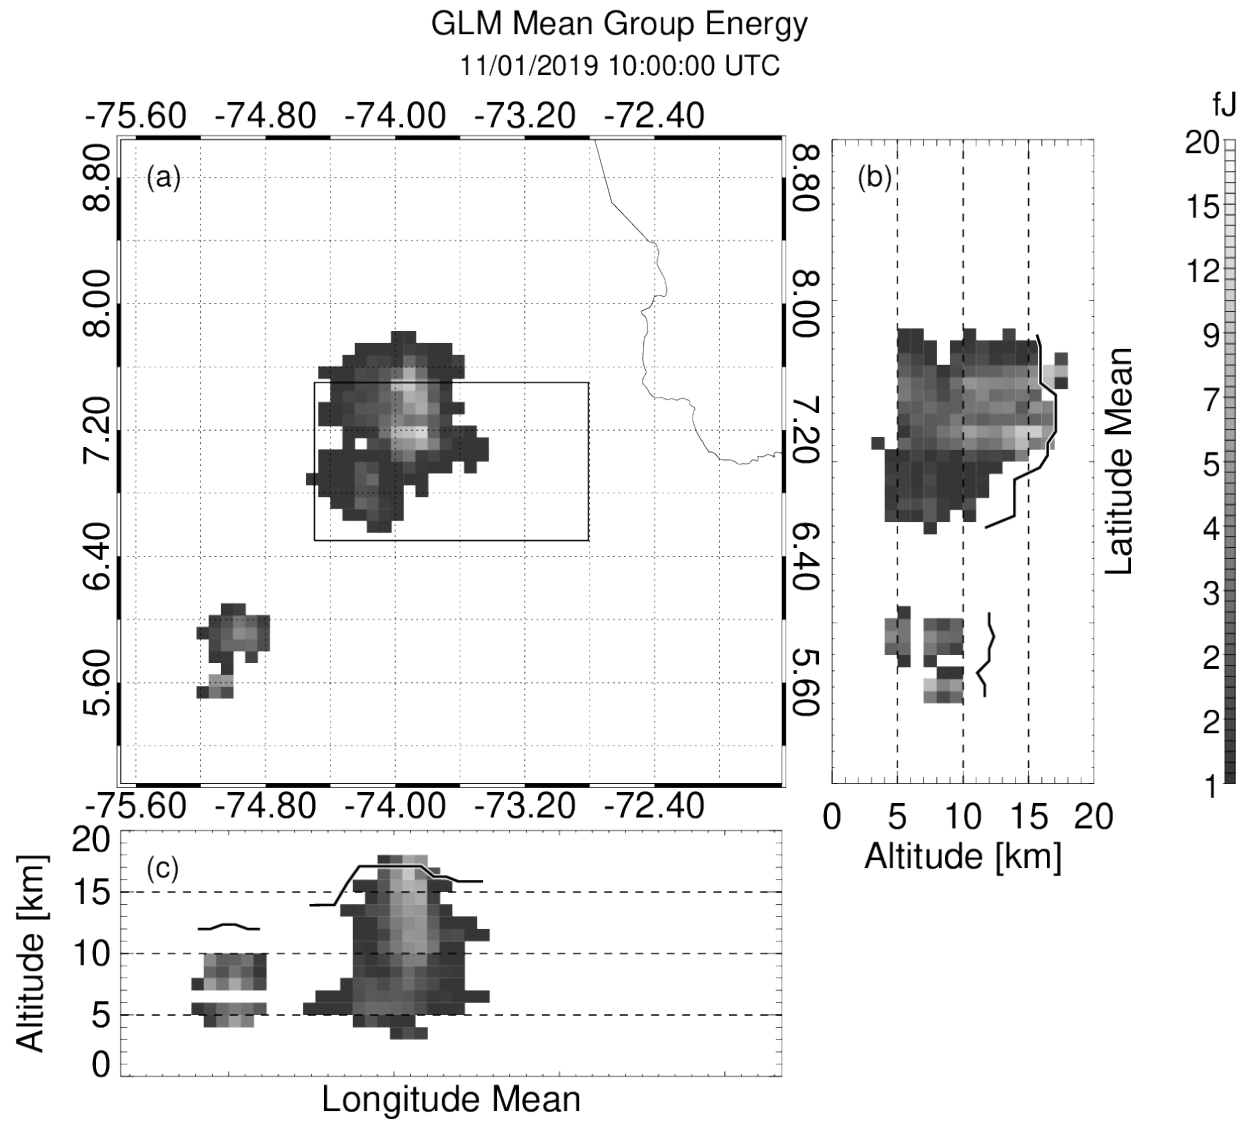 GLM Mean Group Energy
11/01/2019 10:00:00 UTC
-75.60 -74.80 -74.00 -73.20 -72.40
fJ
(a)
8.80
8.00
7.20
6.40
5.60
8.80
8.00
7.20
6.40
5.60
-75.60 -74.80 -74.00 -73.20 -72.40
(b)
Latitude Mean
0 5 10 15 20
Altitude [km]
20
15
12
9
7
5
4
3
2
2
1
(c)
20
15
10
5
0
Altitude [km]
Longitude Mean